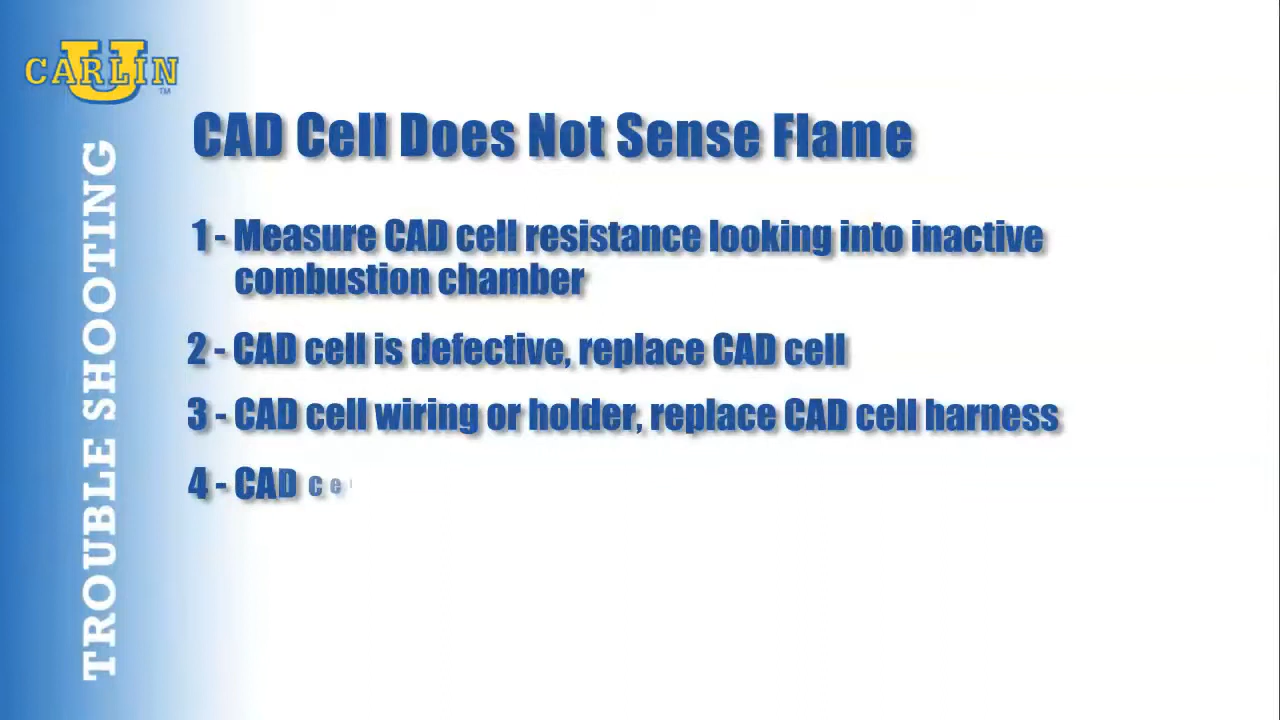 CARLIN
U
TM
TROUBLE SHOOTING
CAD Cell Does Not Sense Flame
1 - Measure CAD cell resistance looking into inactive
combustion chamber
2 - CAD cell is defective, replace CAD cell
3 - CAD cell wiring or holder, replace CAD cell harness
4 - CAD ce